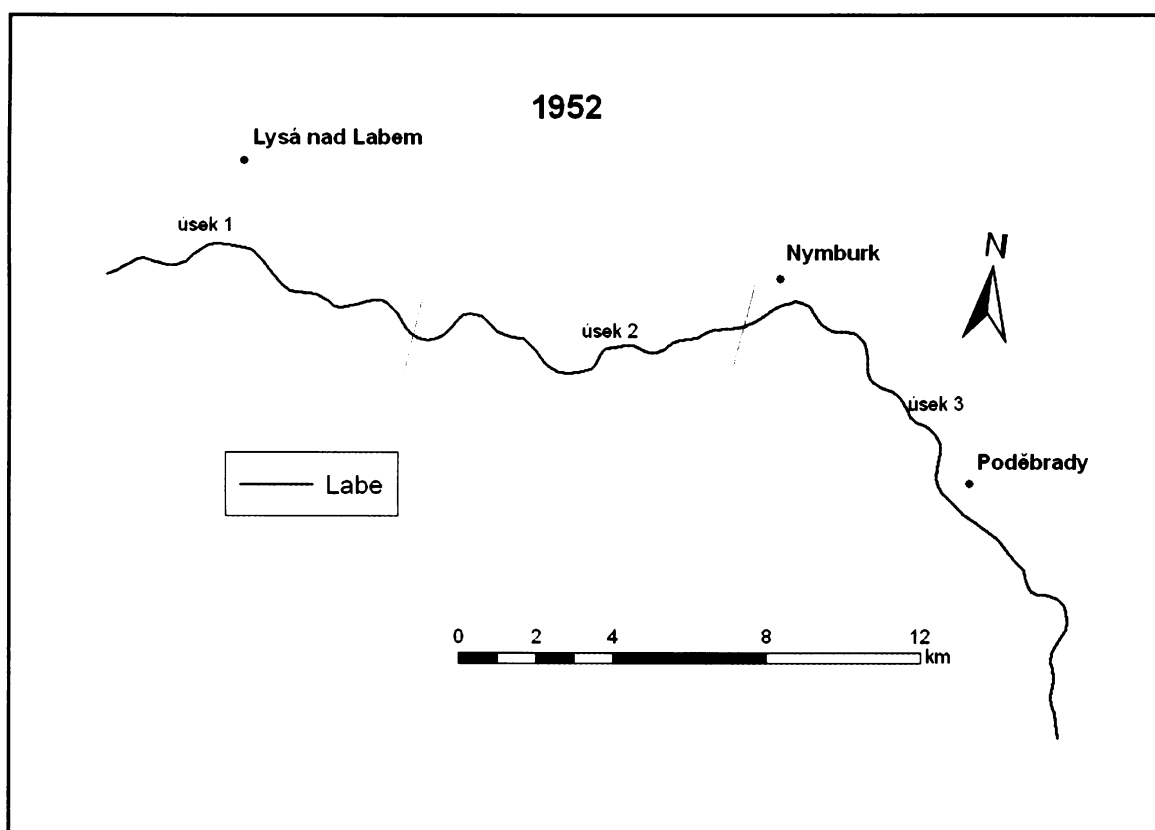 1952
Lysá nad Labem
úsek 1
N
Nymburk
úsek 2
úsek 3
Poděbrady
Labe
0 2 4 8 12
km